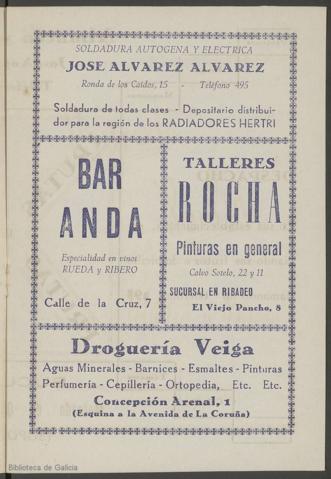 SOLDADURA AUTOGENA Y ELECTRICA
JOSE ALVAREZ ALVAREZ
Ronda de los Caídos, 15 - Teléfono 495
Soldadura de todas clases - Depositario distribui-
dor para la región de los RADIADORES HERTRI
BAR
ANDA
Especialidad en vinos
RUEDA y RIBERO
Calle de la Cruz, 7
TALLERES
ROCHA
Pinturas en general
Calvo Sotelo, 22 y 11
SUCURSAL EN RIBADEO
El Viejo Pancho, 8
Droguería Veiga
Aguas Minerales - Barnices - Esmaltes - Pinturas
Perfumería - Cepillería - Ortopedia, Etc. Etc.
Concepción Arenal, 1
(Esquina a la Avenida de La Coruña)
Biblioteca de Galicia